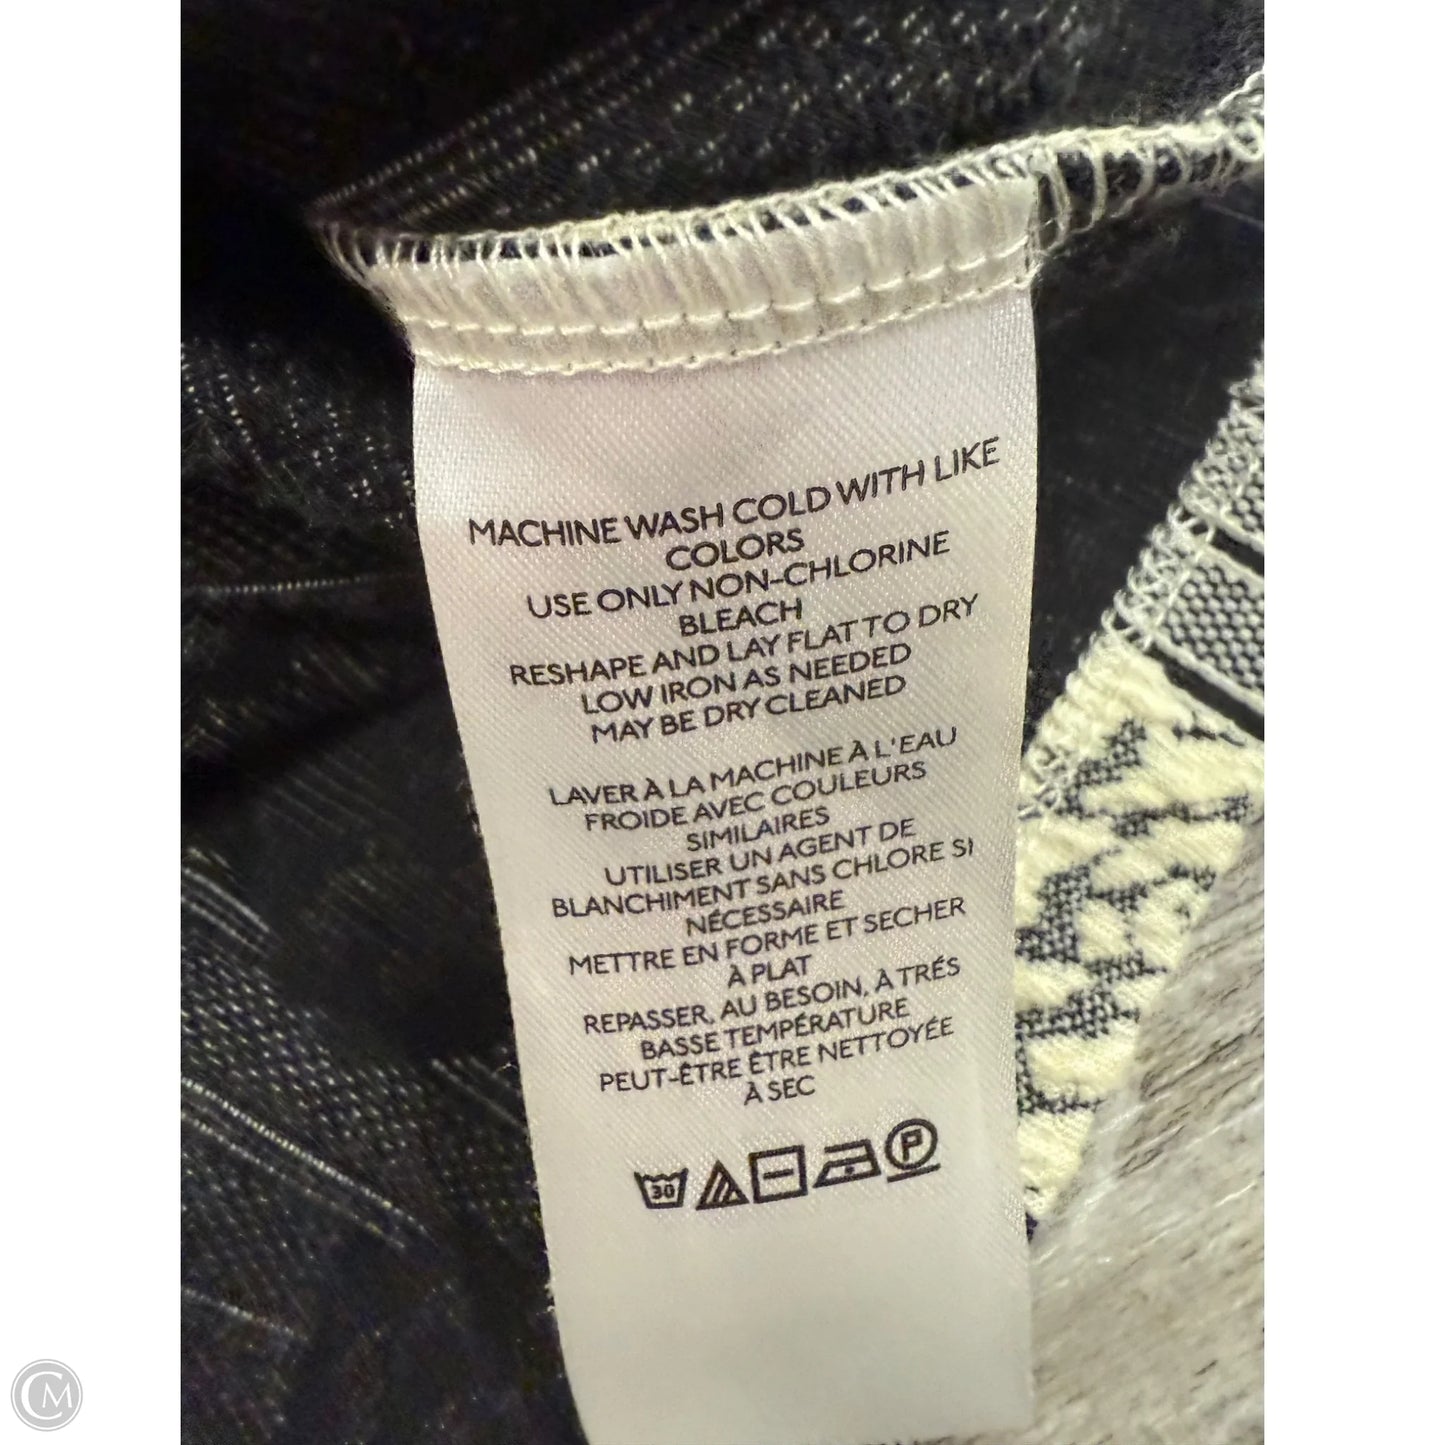 MACHINE WASH COLD WITH LIKE
COLORS
USE ONLY NON-CHLORINE
BLEACH
RESHAPE AND LAY FLAT TO DRY
LOW IRON AS NEEDED
MAY BE DRY CLEANED
LAVER À LA MACHINE À L'EAU
FROIDE AVEC COULEURS
SIMILAIRES
UTILISER UN AGENT DE
BLANCHIMENT SANS CHLORE SI
NÉCESSAIRE
METTRE EN FORME ET SECHER
À PLAT
REPASSER, AU BESOIN, À TRÉS
BASSE TEMPÉRATURE
PEUT-ÊTRE ÊTRE NETTOYÉE
À SEC
30 P
CM